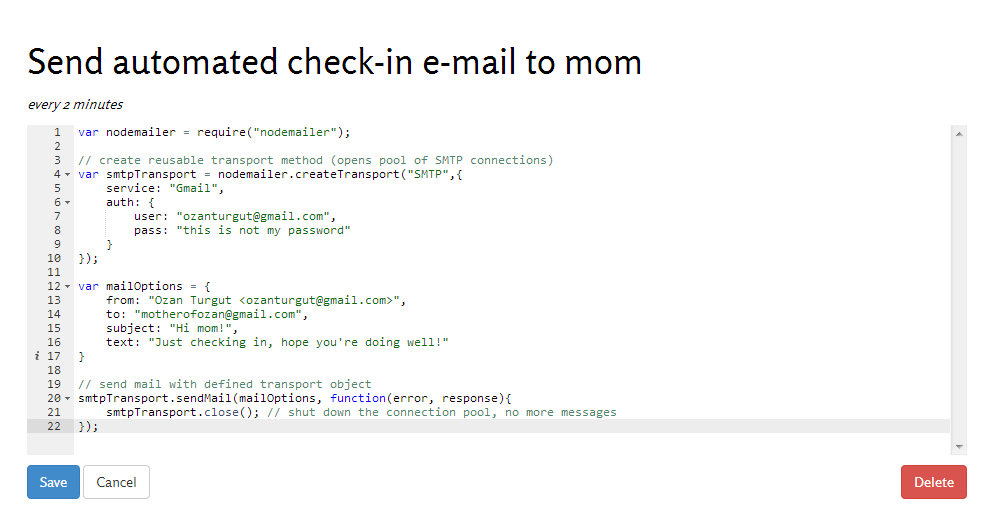 Send automated check-in e-mail to mom
every 2 minutes
1 var nodemailer = require("nodemailer");
2
3 // create reusable transport method (opens pool of SMTP connections)
4 var smtpTransport = nodemailer.createTransport("SMTP",{
5     service: "Gmail",
6     auth: {
7         user: "ozanturgut@gmail.com",
8         pass: "this is not my password"
9     }
10 });
11
12 var mailOptions = {
13     from: "Ozan Turgut <ozanturgut@gmail.com>",
14     to: "motherofozan@gmail.com",
15     subject: "Hi mom!",
16     text: "Just checking in, hope you're doing well!"
i 17 }
18
19 // send mail with defined transport object
20 smtpTransport.sendMail(mailOptions, function(error, response){
21     smtpTransport.close(); // shut down the connection pool, no more messages
22 });
Save Cancel Delete